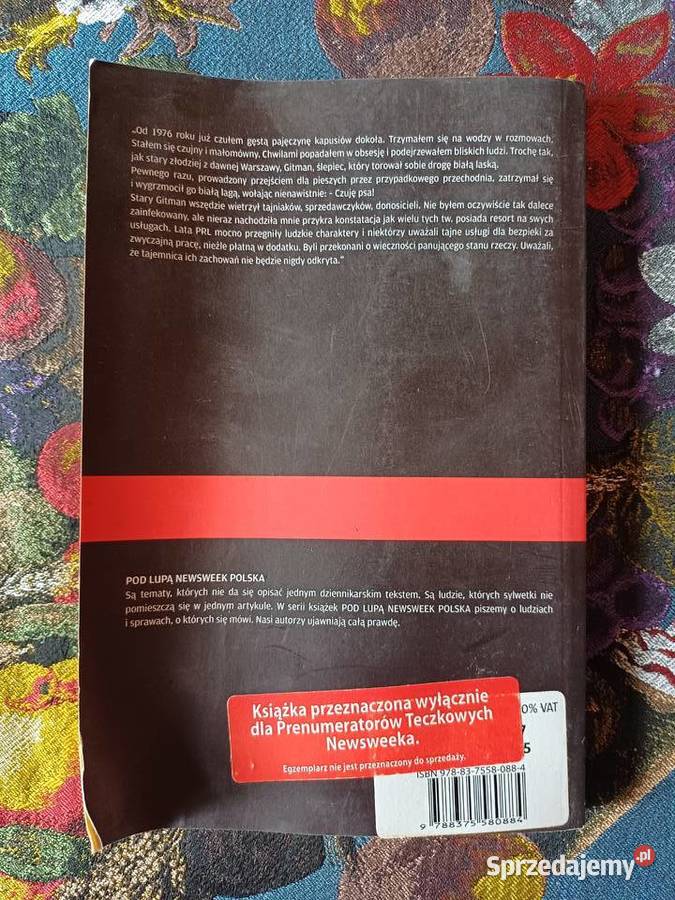 „Od 1976 roku już czułem gęstą pajęczynę kapusiów dokoła. Trzymałem się na wodzy w rozmowach.
Stałem się czujny i małomówny. Chwilami popadałem w obsesję i podejrzewałem bliskich ludzi. Trochę tak,
jak stary złodziej z dawnej Warszawy, Gitman, ślepiec, który torował sobie drogę białą laską.
Pewnego razu, prowadzony przejściem dla pieszych przez przypadkowego przechodnia, zatrzymał się
i wygrzmocił go białą lagą, wołając nienawistnie: - Czuję psa!
Stary Gitman wszędzie wietrzył tajniaków, sprzedawczyków, donosicieli. Nie byłem oczywiście tak dalece
zainfekowany, ale nieraz nachodziła mnie przykra konstatacja jak wielu tych tw. posiada resort na swych
usługach. Lata PRL mocno przegniły ludzkie charaktery i niektórzy uważali tajne usługi dla bezpieki za
zwyczajną pracę, nieźle płatną w dodatku. Byli przekonani o wieczności panującego stanu rzeczy. Uważali,
że tajemnica ich zachowań nie będzie nigdy odkryta.”
POD LUPĄ NEWSWEEK POLSKA
Są tematy, których nie da się opisać jednym dziennikarskim tekstem. Są ludzie, których sylwetki nie
pomieszczą się w jednym artykule. W serii książek POD LUPĄ NEWSWEEK POLSKA piszemy o ludziach
i sprawach, o których się mówi. Nasi autorzy ujawniają całą prawdę.
Książka przeznaczona wyłącznie
dla Prenumeratorów Teczkowych
Newsweeka.
Egzemplarz nie jest przeznaczony do sprzedaży.
0% VAT
7
5
ISBN 978-83-7558-088-4
9 788375 580884
Sprzedajemy.pl